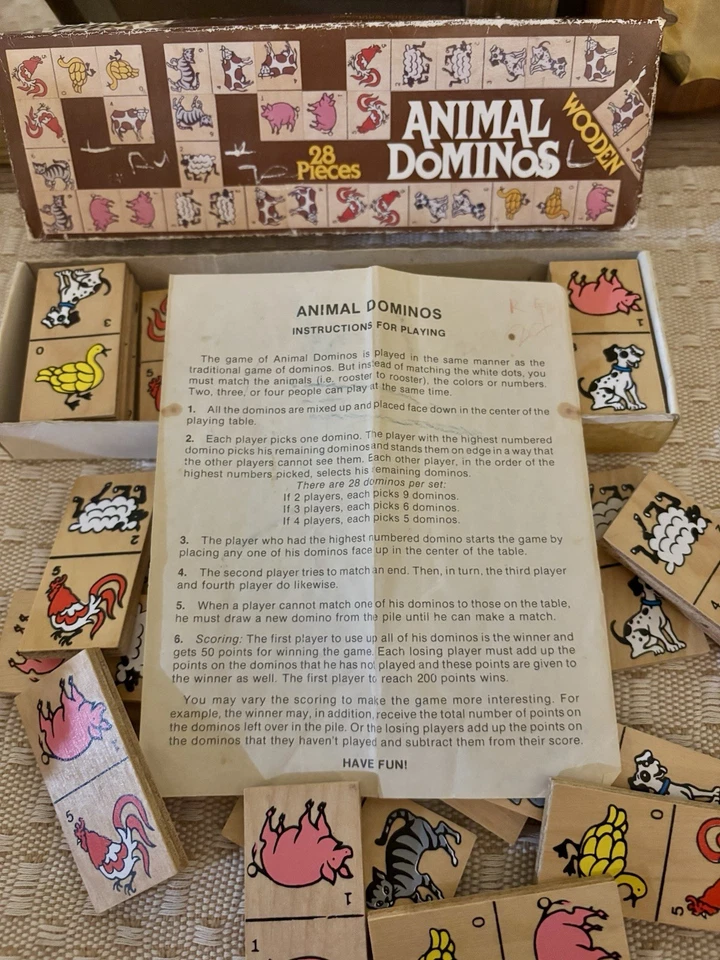 ANIMAL
DOMINOS
WOODEN
28
Pieces
ANIMAL DOMINOS
INSTRUCTIONS FOR PLAYING
The game of Animal Dominos is played in the same manner as the
traditional game of dominos. But instead of matching the white dots, you
must match the animals (i.e. rooster to rooster), the colors or numbers.
Two, three, or four people can play at the same time.
1. All the dominos are mixed up and placed face down in the center of the
playing table.
2. Each player picks one domino. The player with the highest numbered
domino picks his remaining dominos and stands them on edge in a way that
the other players cannot see them. Each other player, in the order of the
highest numbers picked, selects his remaining dominos.
There are 28 dominos per set:
If 2 players, each picks 9 dominos.
If 3 players, each picks 6 dominos.
If 4 players, each picks 5 dominos.
3. The player who had the highest numbered domino starts the game by
placing any one of his dominos face up in the center of the table.
4. The second player tries to match an end. Then, in turn, the third player
and fourth player do likewise.
5. When a player cannot match one of his dominos to those on the table,
he must draw a new domino from the pile until he can make a match.
6. Scoring: The first player to use up all of his dominos is the winner and
gets 50 points for winning the game. Each losing player must add up the
points on the dominos that he has not played and these points are given to
the winner as well. The first player to reach 200 points wins.
You may vary the scoring to make the game more interesting. For
example, the winner may, in addition, receive the total number of points on
the dominos left over in the pile. Or the losing players add up the points on
the dominos that they haven't played and subtract them from their score.
HAVE FUN!
3
0
1
2
5
4
5
1
1
0
0
5